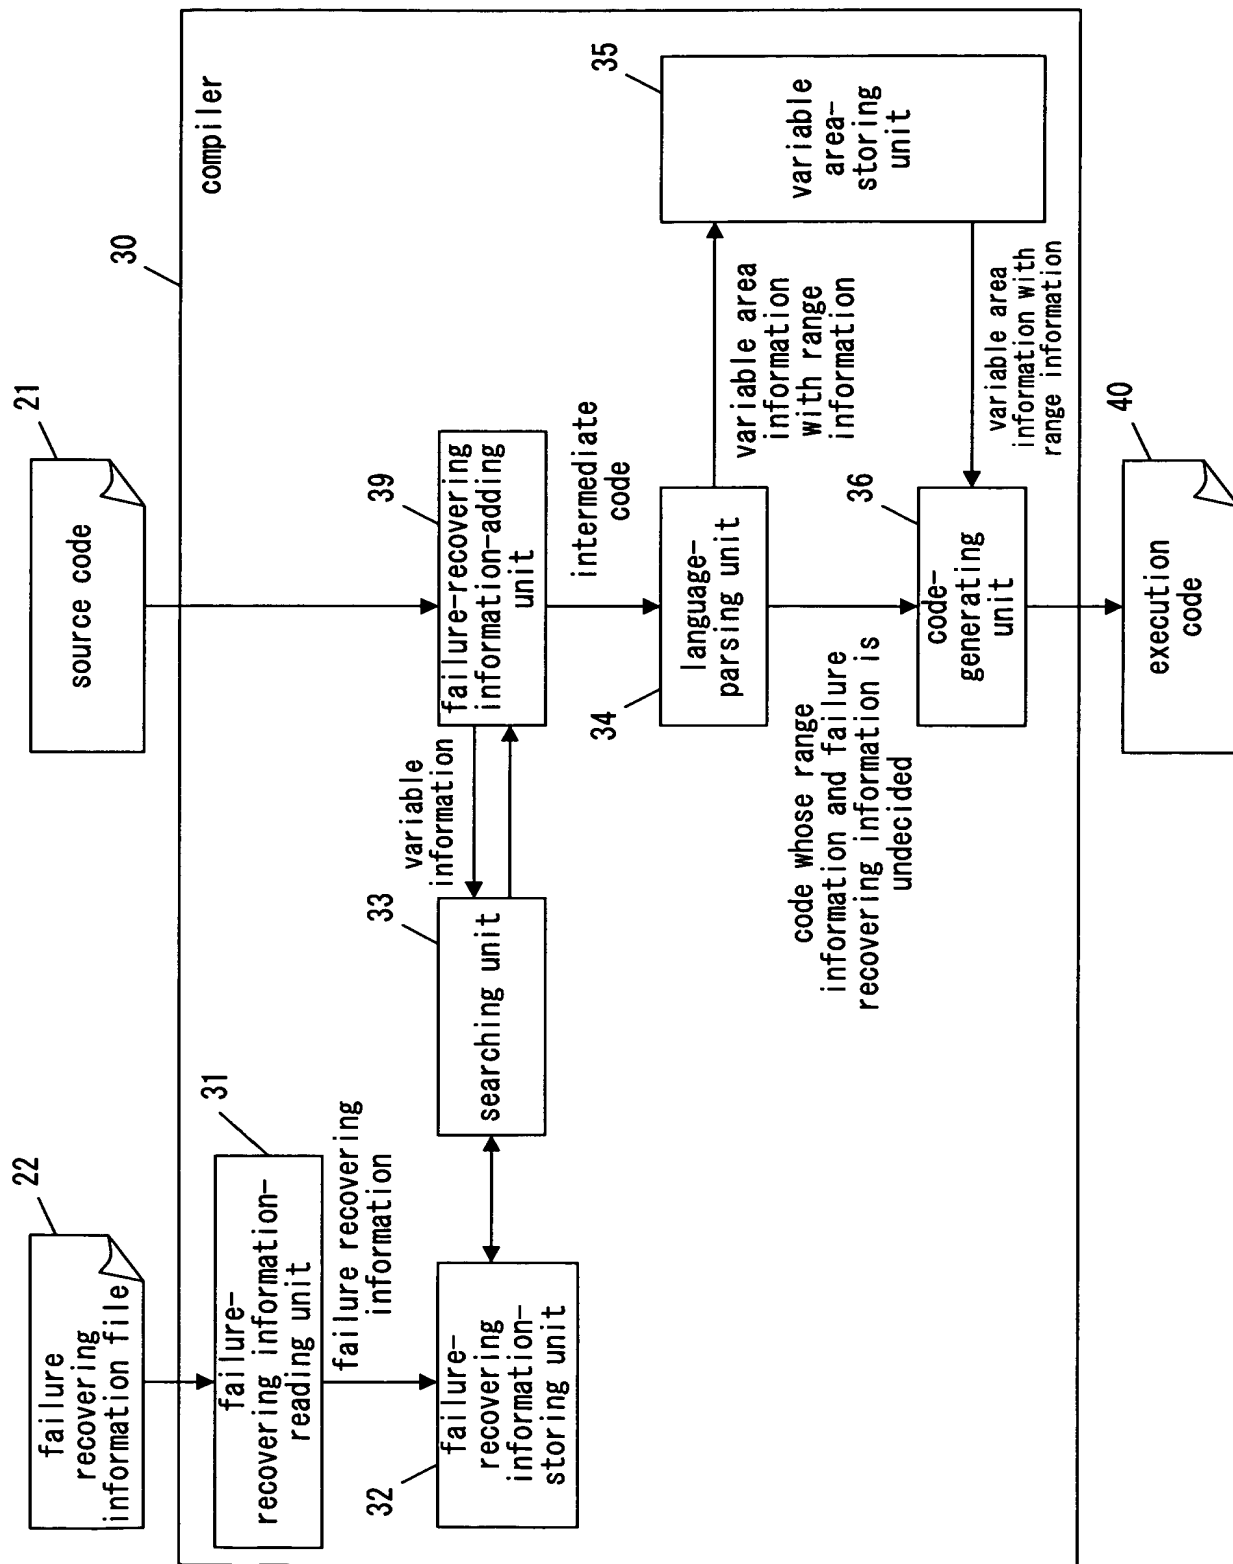 22
failure
recovering
information file
21
source code
30
compiler
31
failure-
recovering information-
reading unit
failure recovering
information
32
failure-
recovering
information-
storing unit
33
searching unit
variable
information
39
failure-recovering
information-adding
unit
intermediate
code
34
language-
parsing unit
variable area
information
with range
information
35
variable
area-
storing
unit
code whose range
information and failure
recovering information is
undecided
36
code-
generating
unit
variable area
information with
range information
40
execution
code